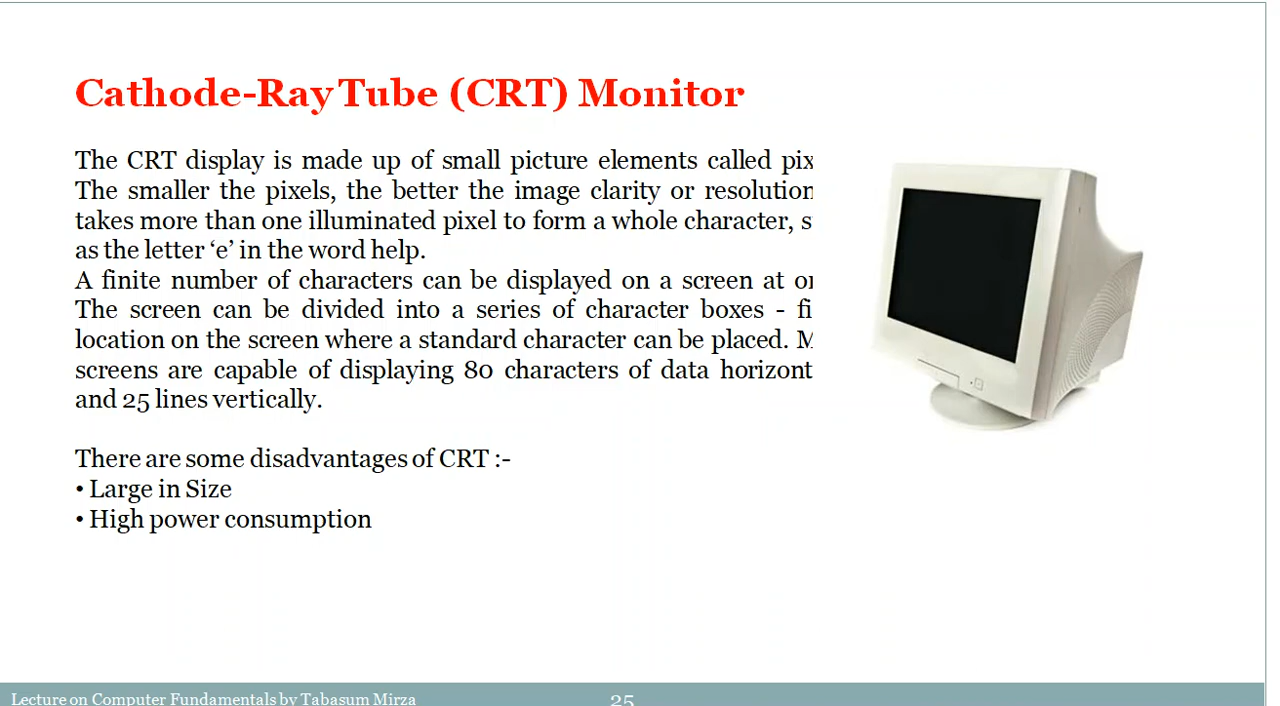 Cathode-Ray Tube (CRT) Monitor
The CRT display is made up of small picture elements called pix
The smaller the pixels, the better the image clarity or resolution
takes more than one illuminated pixel to form a whole character, s
as the letter ‘e’ in the word help.
A finite number of characters can be displayed on a screen at
The screen can be divided into a series of character boxes - fi
location on the screen where a standard character can be placed. M
screens are capable of displaying 80 characters of data horizont
and 25 lines vertically.
There are some disadvantages of CRT :-
• Large in Size
• High power consumption
Lecture on Computer Fundamentals by Tabasum Mirza
25